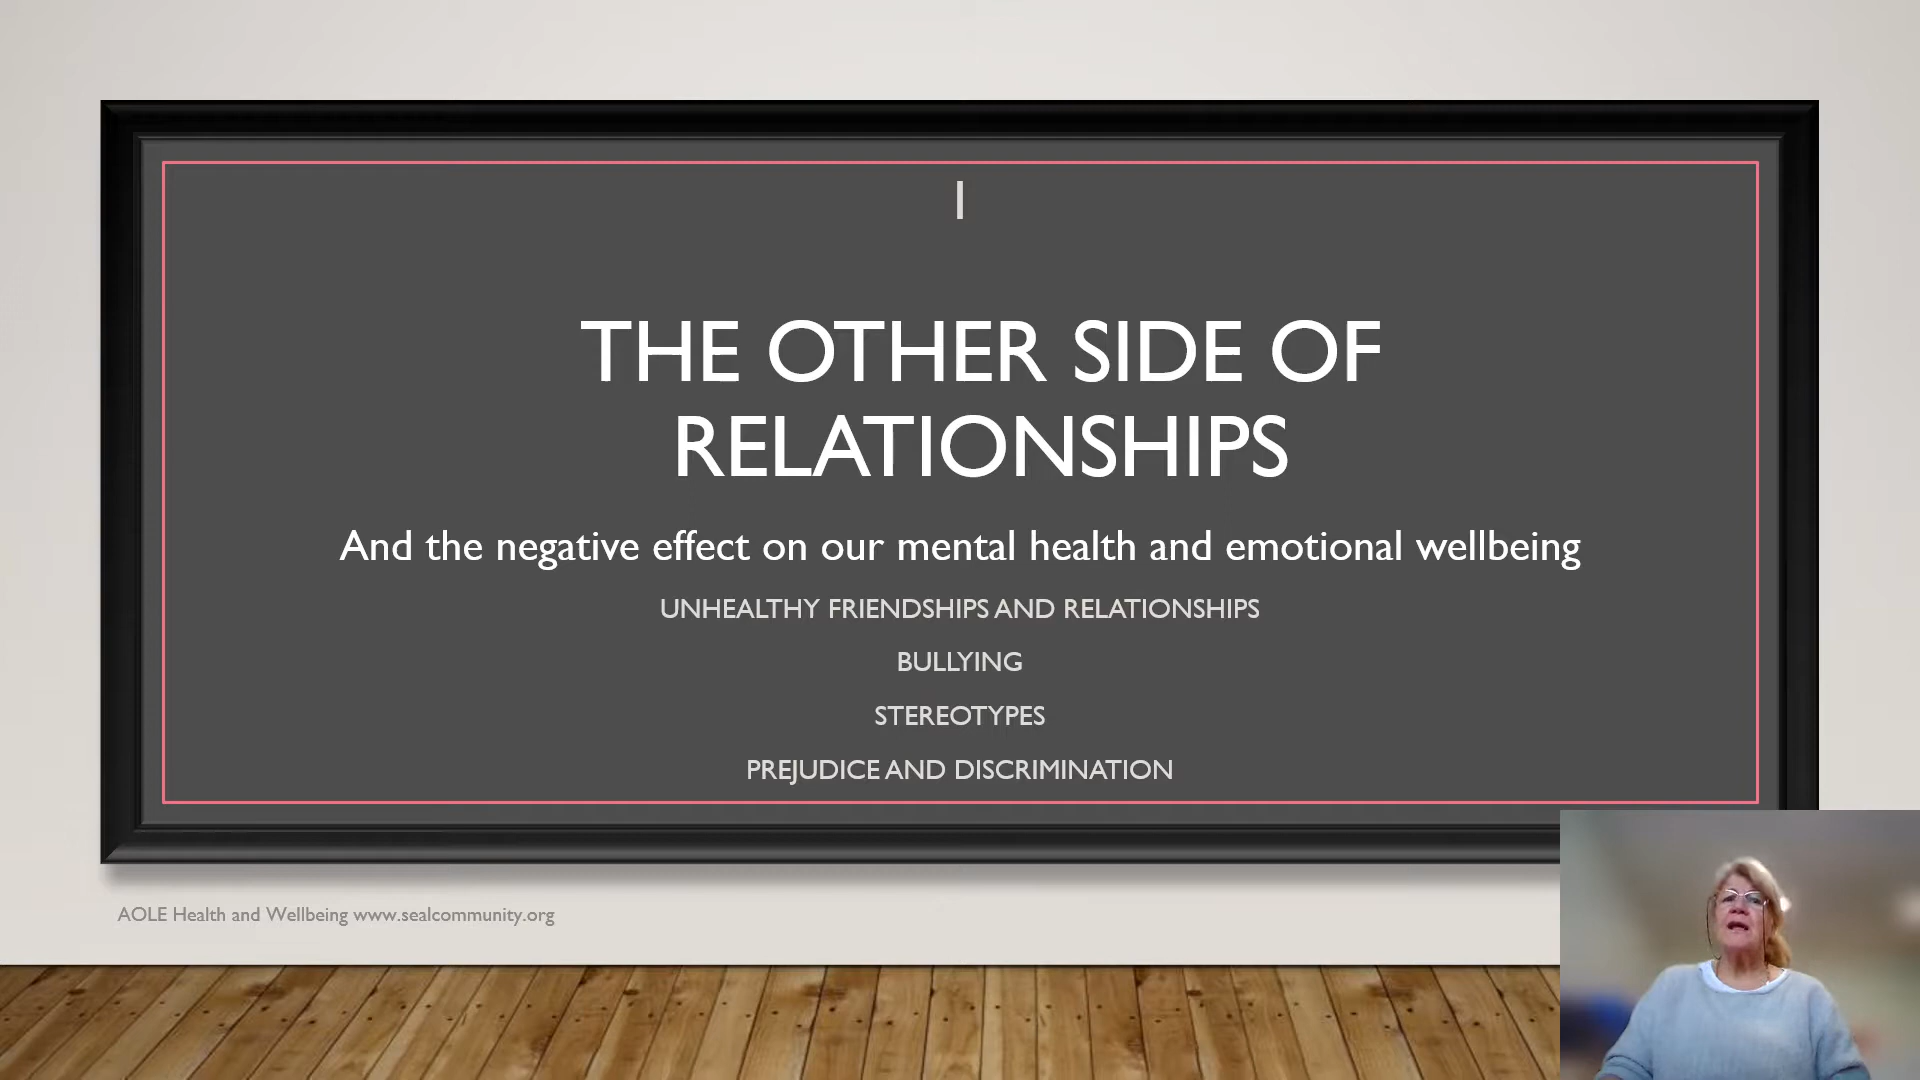 I
THE OTHER SIDE OF
RELATIONSHIPS
And the negative effect on our mental health and emotional wellbeing
UNHEALTHY FRIENDSHIPS AND RELATIONSHIPS
BULLYING
STEREOTYPES
PREJUDICE AND DISCRIMINATION
AOLE Health and Wellbeing www.sealcommunity.org